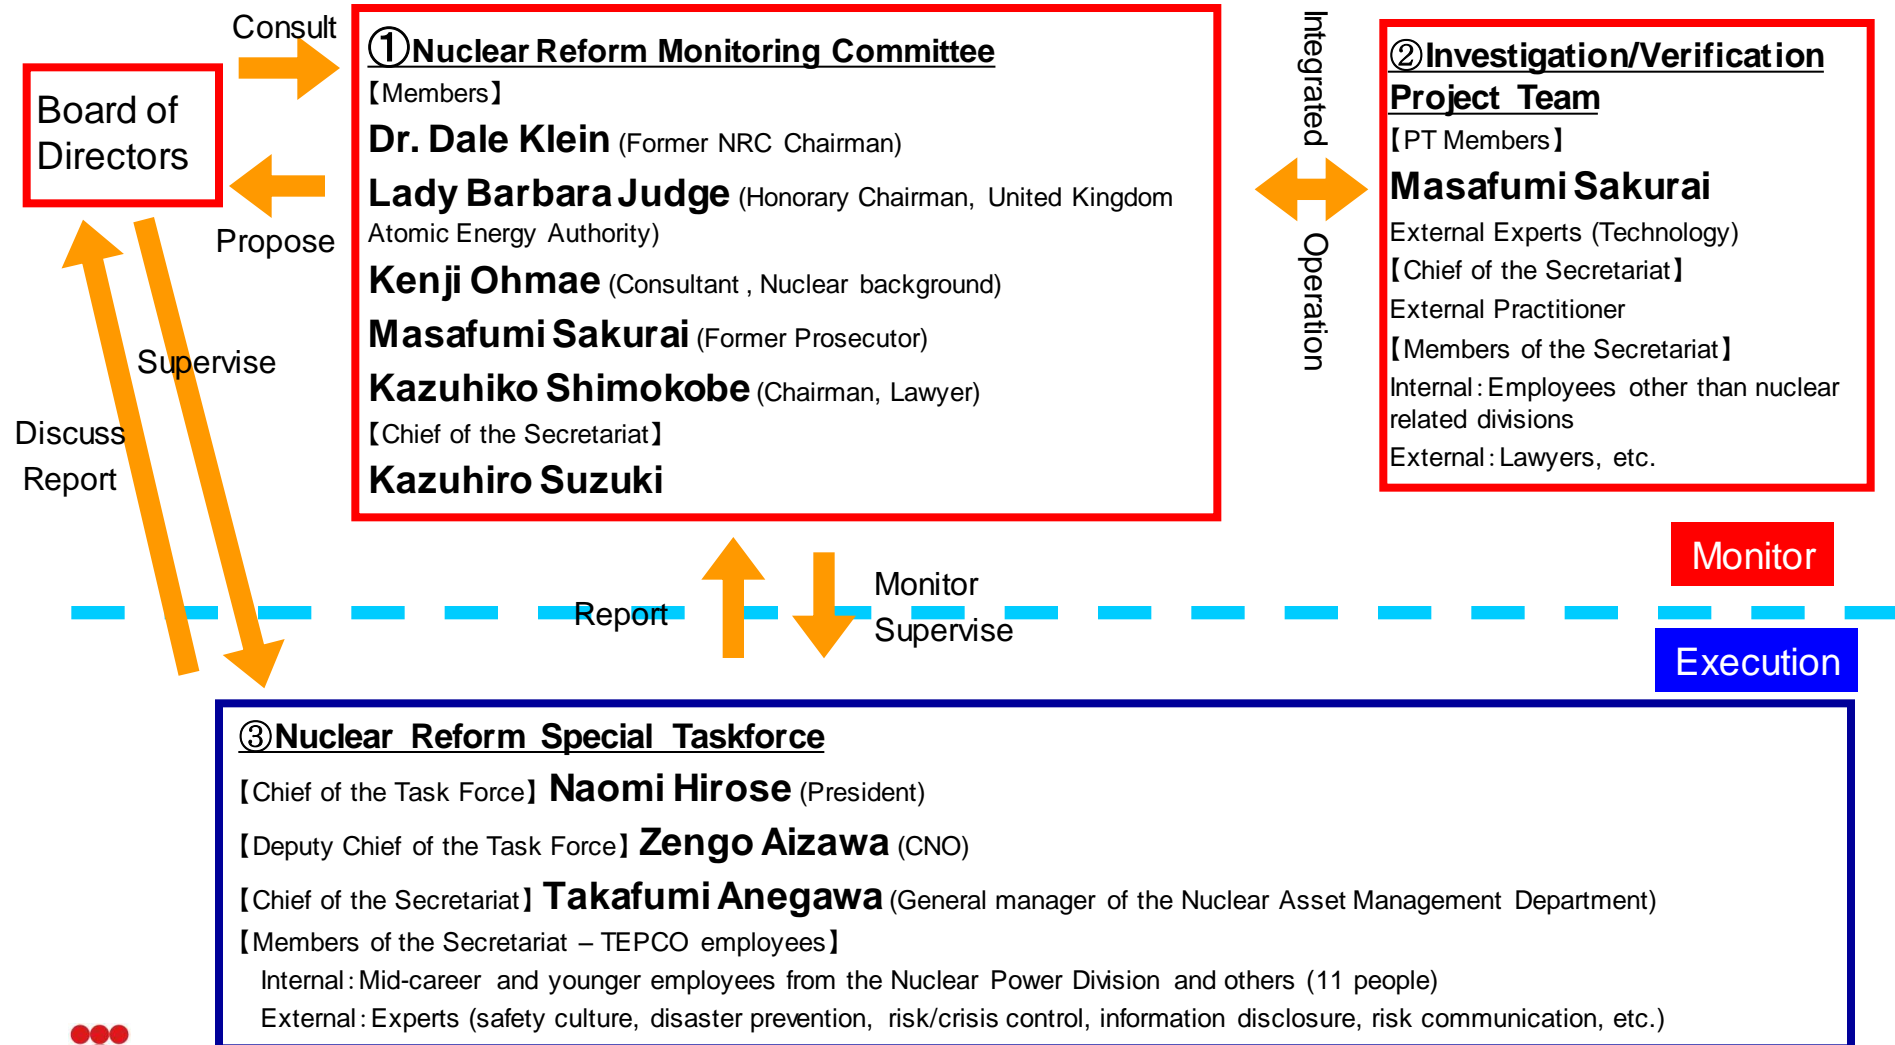 Consult
Board of
Directors
Propose
Supervise
Discuss
Report
①Nuclear Reform Monitoring Committee
【Members】
Dr. Dale Klein (Former NRC Chairman)
Lady Barbara Judge (Honorary Chairman, United Kingdom
Atomic Energy Authority)
Kenji Ohmae (Consultant , Nuclear background)
Masafumi Sakurai (Former Prosecutor)
Kazuhiko Shimokobe (Chairman, Lawyer)
【Chief of the Secretariat】
Kazuhiro Suzuki
Integrated
Operation
②Investigation/Verification
Project Team
【PT Members】
Masafumi Sakurai
External Experts (Technology)
【Chief of the Secretariat】
External Practitioner
【Members of the Secretariat】
Internal：Employees other than nuclear
related divisions
External：Lawyers, etc.
Monitor
Report
Monitor
Supervise
Execution
③Nuclear Reform Special Taskforce
【Chief of the Task Force】 Naomi Hirose (President)
【Deputy Chief of the Task Force】 Zengo Aizawa (CNO)
【Chief of the Secretariat】 Takafumi Anegawa (General manager of the Nuclear Asset Management Department)
【Members of the Secretariat – TEPCO employees】
Internal：Mid-career and younger employees from the Nuclear Power Division and others (11 people)
External：Experts (safety culture, disaster prevention, risk/crisis control, information disclosure, risk communication, etc.)